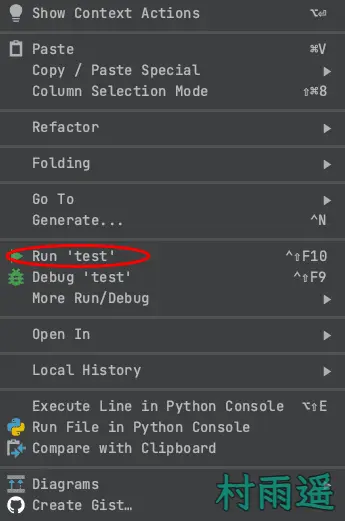 Show Context Actions ⌥⏎
Paste ⌘V
Copy / Paste Special
Column Selection Mode ⇧⌘8
Refactor
Folding
Go To
Generate... ^N
Run 'test' ^⇧F10
Debug 'test' ^⇧F9
More Run/Debug
Open In
Local History
Execute Line in Python Console ⌥⇧E
Run File in Python Console
Compare with Clipboard
Diagrams
Create Gist…
村雨遥